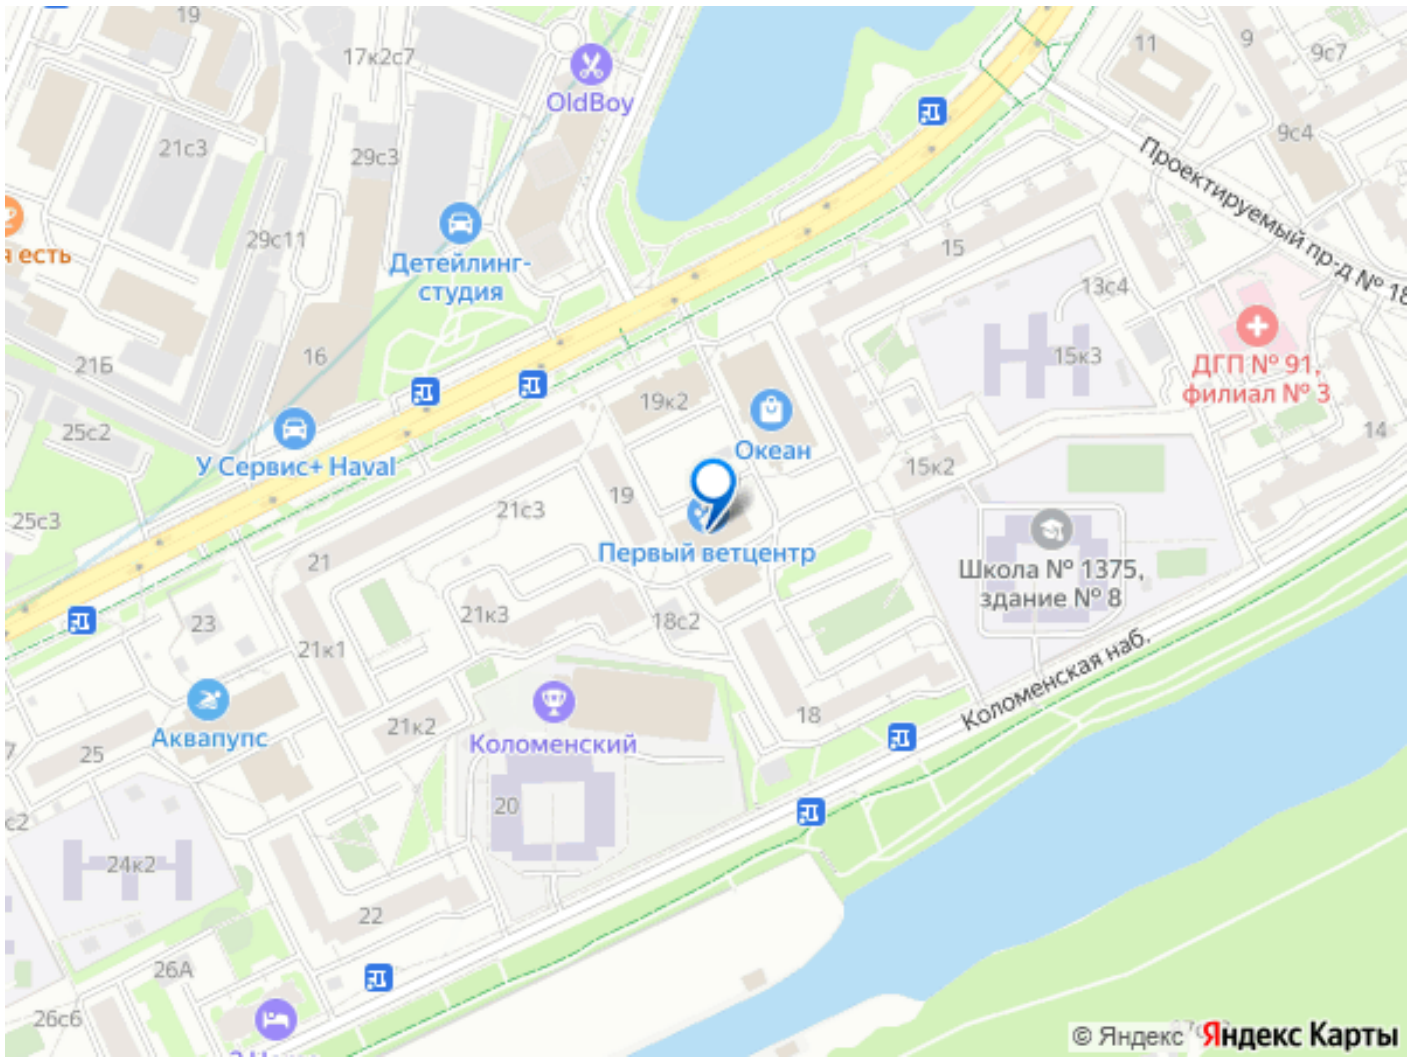 19
17к2с7
OldBoy
11
9
9с7
9с4
21с3
29с3
Проектируемый пр-д № 18
29с11
я есть
Детейлинг-
студия
15
13с4
15к3
16
21Б
ДГП № 91,
филиал № 3
19к2
25с2
У Сервис+ Haval
Океан
14
15к2
19
21с3
25с3
Первый ветцентр
21
Школа № 1375,
здание № 8
21к3
18с2
23
21к1
Коломенская наб.
18
21к2
Аквапупс
25
Коломенский
20
24к2
22
26А
26с6
© Яндекс
Яндекс Карты